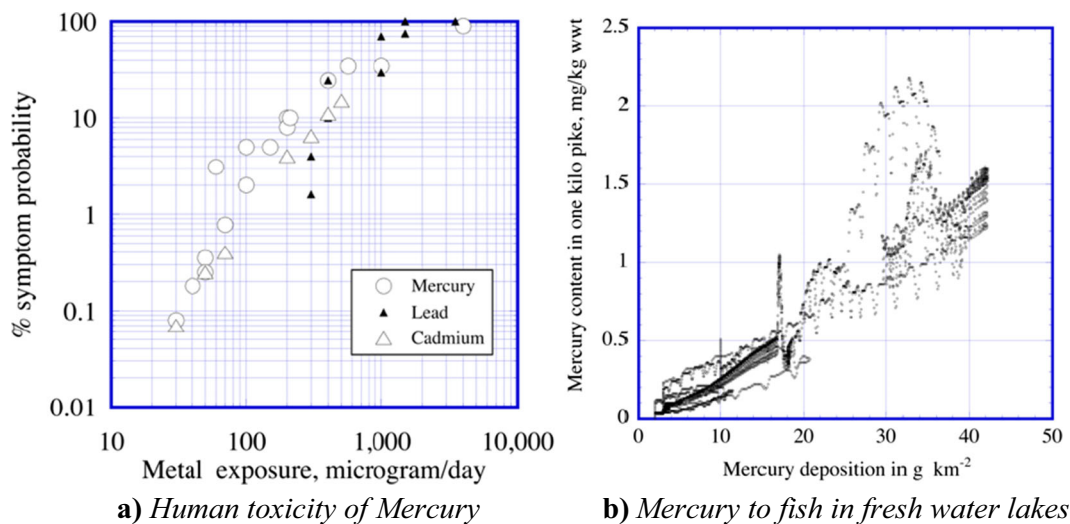 100
10
1
0.1
0.01
% symptom probability
Mercury
Lead
Cadmium
10 100 1,000 10,000
Metal exposure, microgram/day
a) Human toxicity of Mercury
2.5
2
1.5
1
0.5
0
Mercury content in one kilo pike, mg/kg wwt
0 10 20 30 40 50
Mercury deposition in g km-2
b) Mercury to fish in fresh water lakes